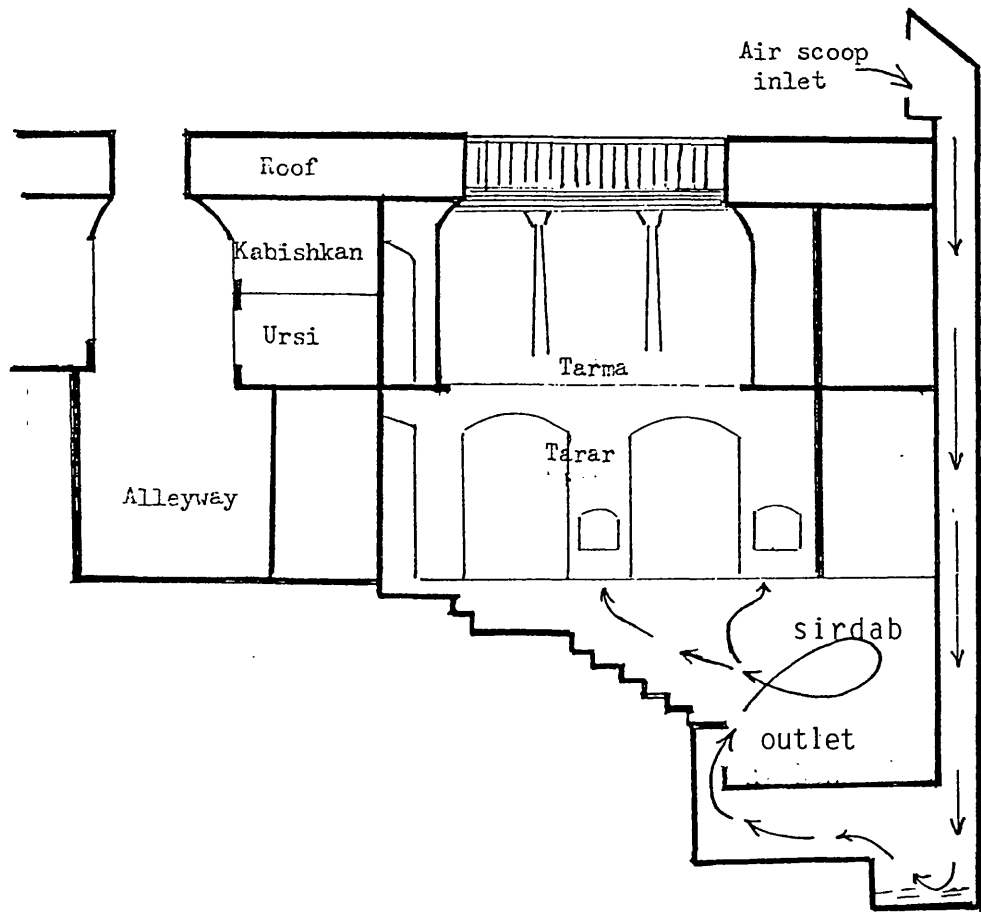 Air scoop
inlet
Roof
Kabishkan
Ursi
Tarma
Tarar
Alleyway
sirdab
outlet